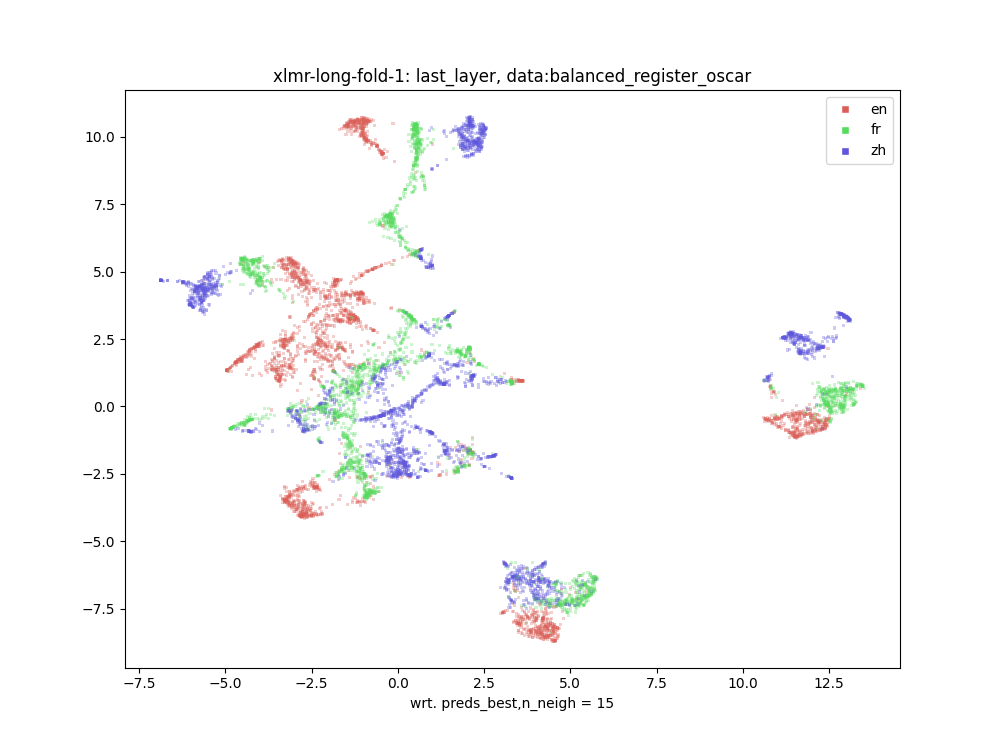 xlmr-long-fold-1: last_layer, data:balanced_register_oscar
en
fr
zh
10.0
7.5
5.0
2.5
0.0
−2.5
−5.0
−7.5
−7.5 −5.0 −2.5 0.0 2.5 5.0 7.5 10.0 12.5
wrt. preds_best,n_neigh = 15